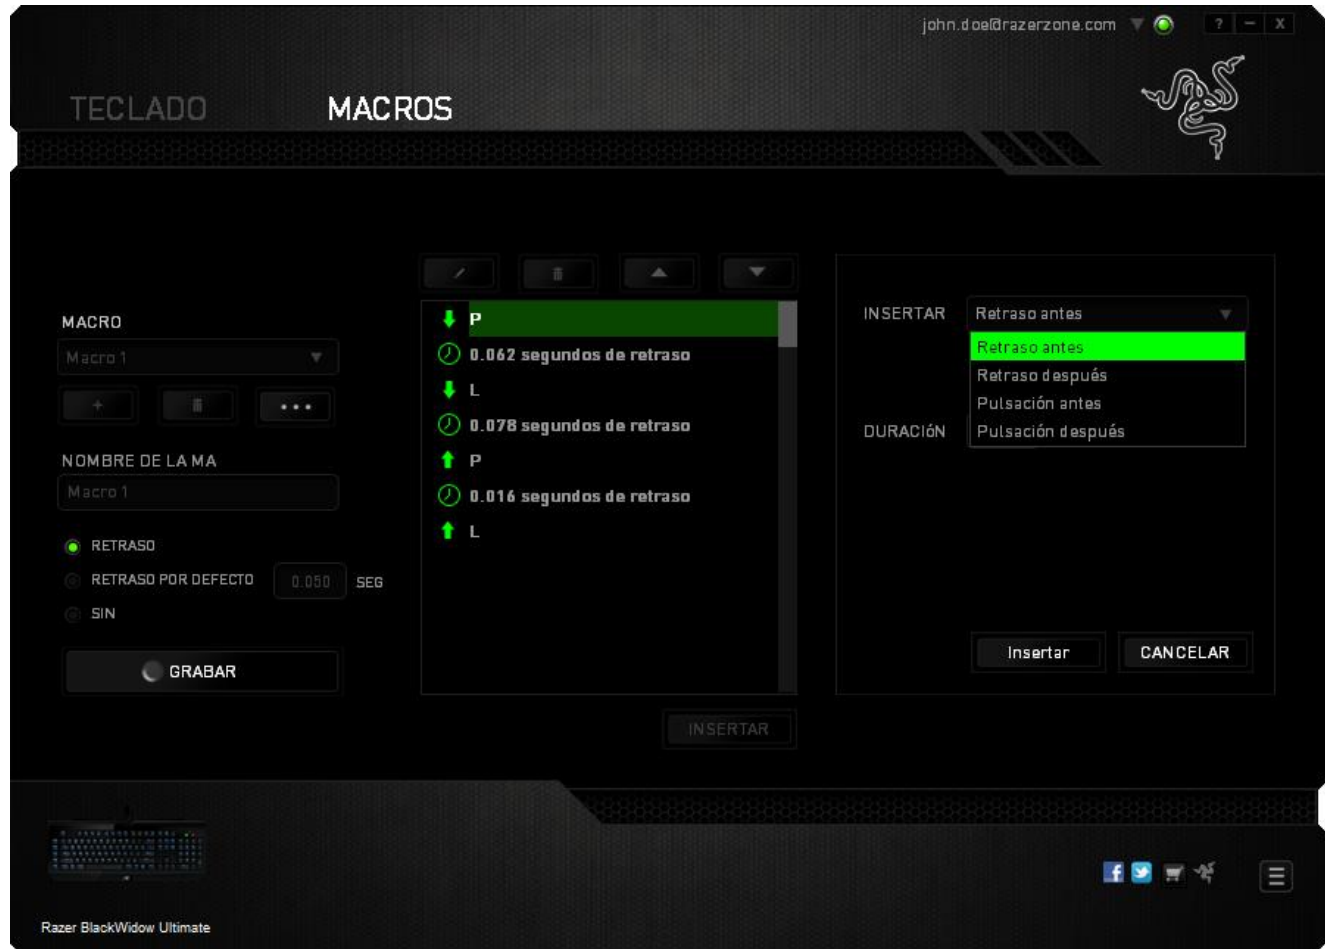 john.doe@razerzone.com
? – X
TECLADO MACROS
MACRO
Macro 1
+
...
NOMBRE DE LA MA
Macro 1
RETRASO
RETRASO POR DEFECTO 0.050 SEG
SIN
GRABAR
P
0.062 segundos de retraso
L
0.078 segundos de retraso
P
0.016 segundos de retraso
L
INSERTAR
INSERTAR Retraso antes
Retraso antes
Retraso después
Pulsación antes
Pulsación después
DURACIóN
Insertar CANCELAR
Razer BlackWidow Ultimate